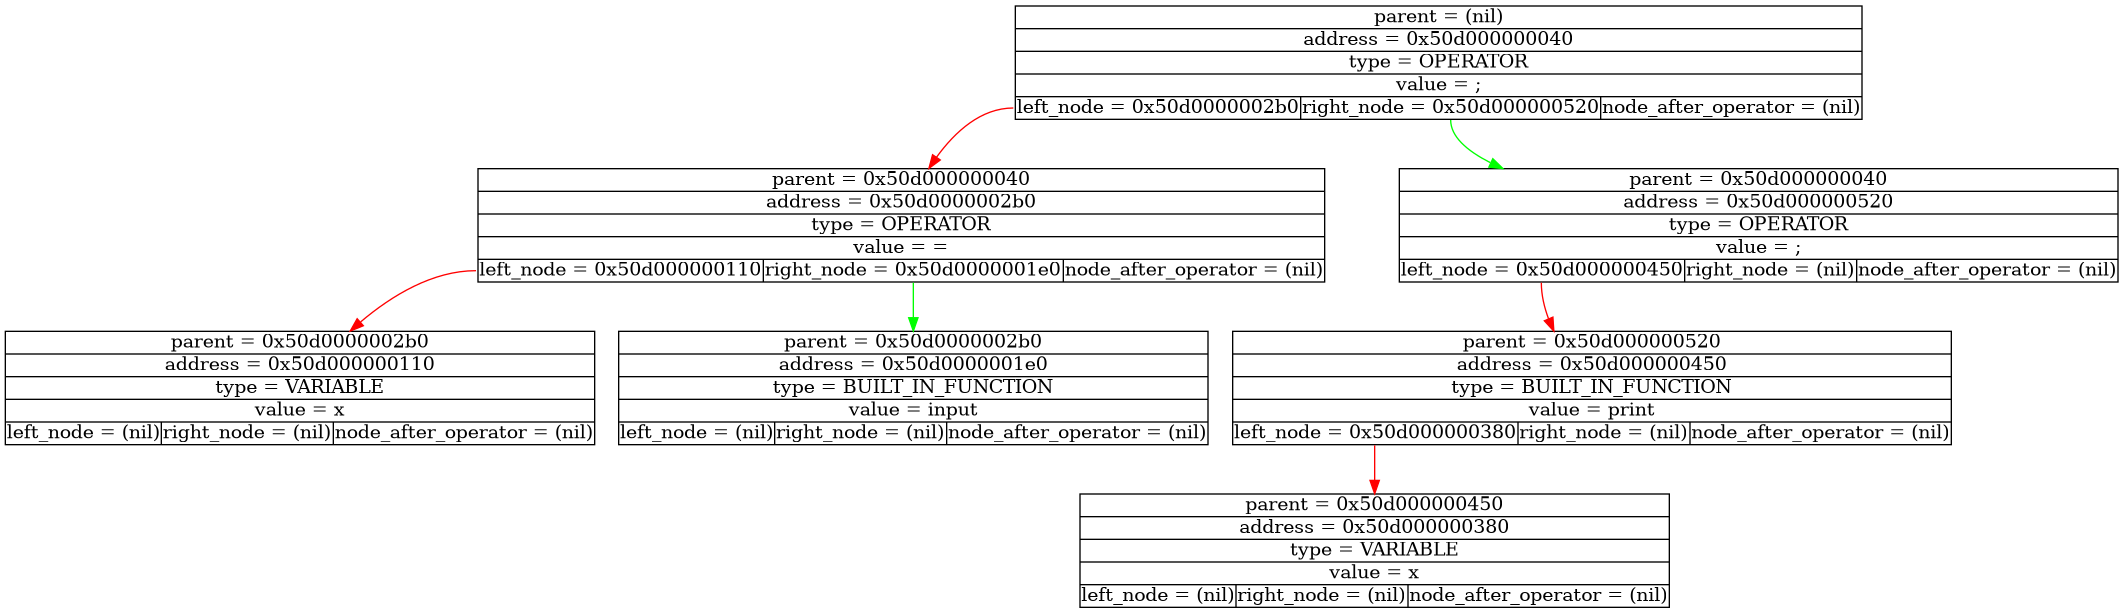 parent = (nil)
address = 0x50d000000040
type = OPERATOR
value = ;
left_node = 0x50d0000002b0 right_node = 0x50d000000520 node_after_operator = (nil)
parent = 0x50d000000040
address = 0x50d0000002b0
type = OPERATOR
value = =
left_node = 0x50d000000110 right_node = 0x50d0000001e0 node_after_operator = (nil)
parent = 0x50d000000040
address = 0x50d000000520
type = OPERATOR
value = ;
left_node = 0x50d000000450 right_node = (nil) node_after_operator = (nil)
parent = 0x50d0000002b0
address = 0x50d000000110
type = VARIABLE
value = x
left_node = (nil) right_node = (nil) node_after_operator = (nil)
parent = 0x50d0000002b0
address = 0x50d0000001e0
type = BUILT_IN_FUNCTION
value = input
left_node = (nil) right_node = (nil) node_after_operator = (nil)
parent = 0x50d000000520
address = 0x50d000000450
type = BUILT_IN_FUNCTION
value = print
left_node = 0x50d000000380 right_node = (nil) node_after_operator = (nil)
parent = 0x50d000000450
address = 0x50d000000380
type = VARIABLE
value = x
left_node = (nil) right_node = (nil) node_after_operator = (nil)